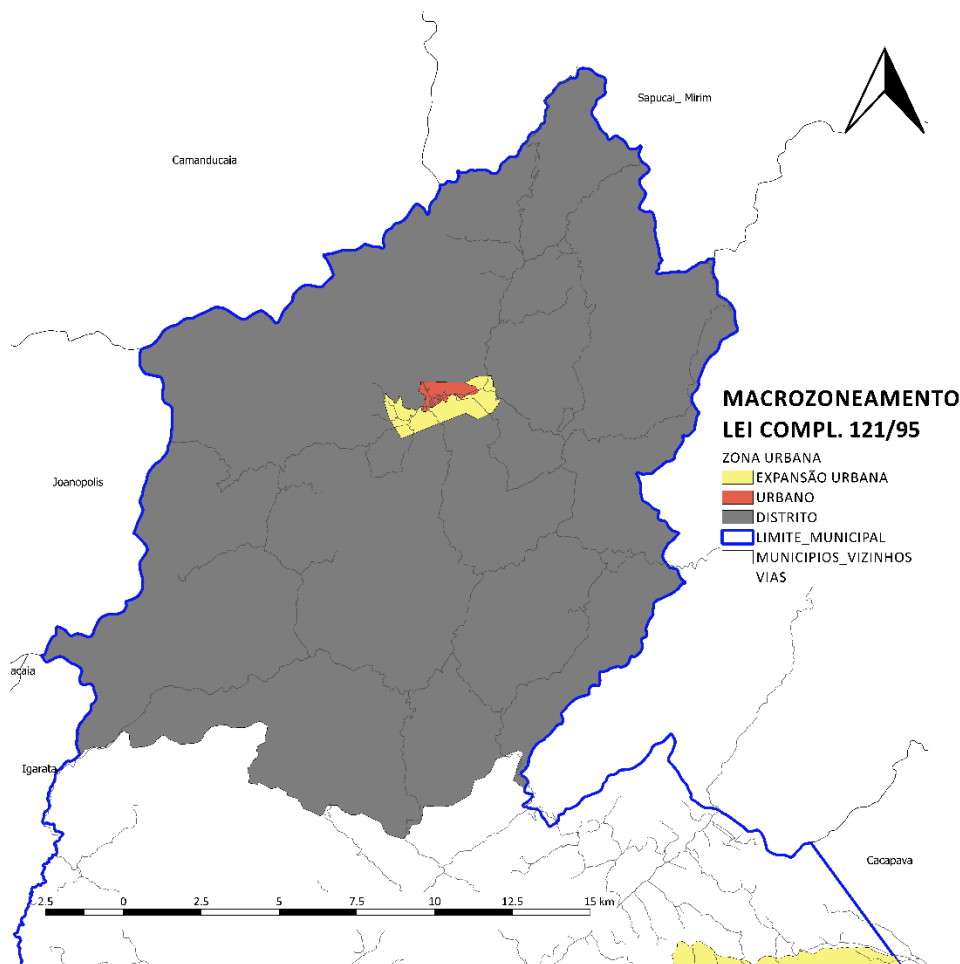 Sapucai_ Mirim
Camanducaia
MACROZONEAMENTO
LEI COMPL. 121/95
ZONA URBANA
EXPANSÃO URBANA
URBANO
DISTRITO
LIMITE_MUNICIPAL
MUNICIPIOS_VIZINHOS
VIAS
Joanopolis
açaia
Igarata
Cacapava
2.5 0 2.5 5 7.5 10 12.5 15 km